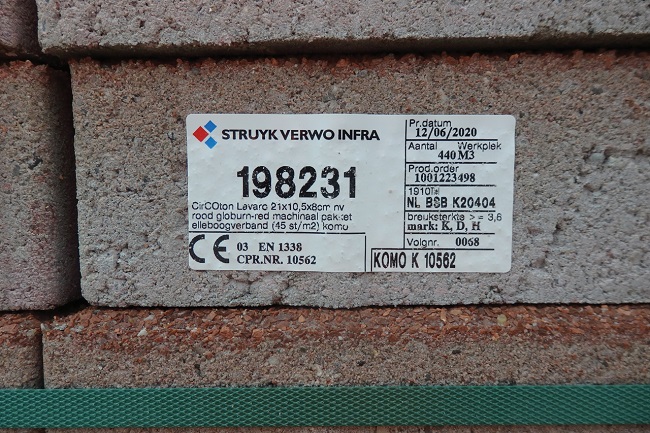 STRUYK VERWO INFRA
198231
CirCOton Lavaro 21x10,5x8cm nv
rood globurn-red machinaal pakket
elleboogverband (45 st/m2) komo
CE 03 EN 1338
CPR.NR. 10562
Pr.datum
12/06/2020
Aantal Werkplek
440 M3
Prod.order
1001223498
NL BSB K20404
breuksterkte >= 3,6
mark: K, D, H
Volgnr. 0068
KOMO K 10562